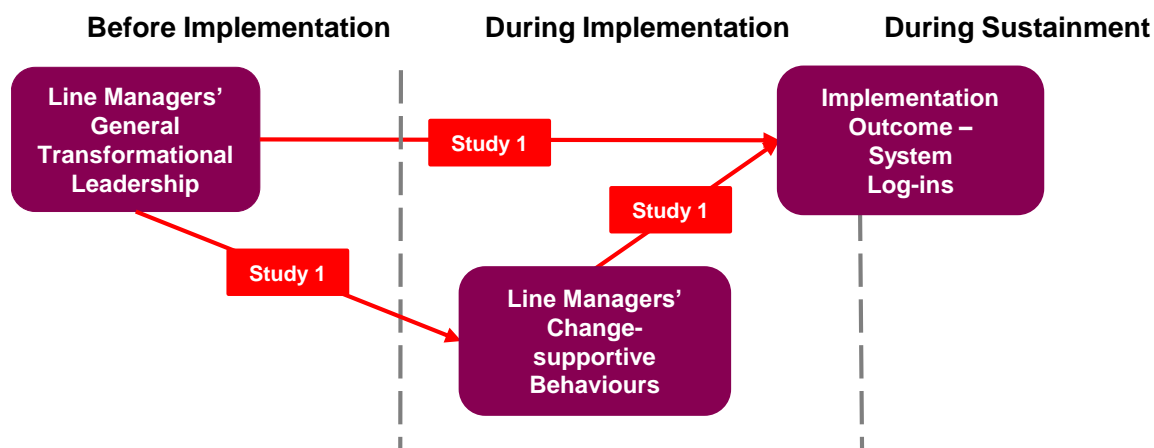 Before Implementation
During Implementation
During Sustainment
Line Managers’
General
Transformational
Leadership
Study 1
Implementation
Outcome –
System
Log-ins
Study 1
Study 1
Line Managers’
Change-
supportive
Behaviours